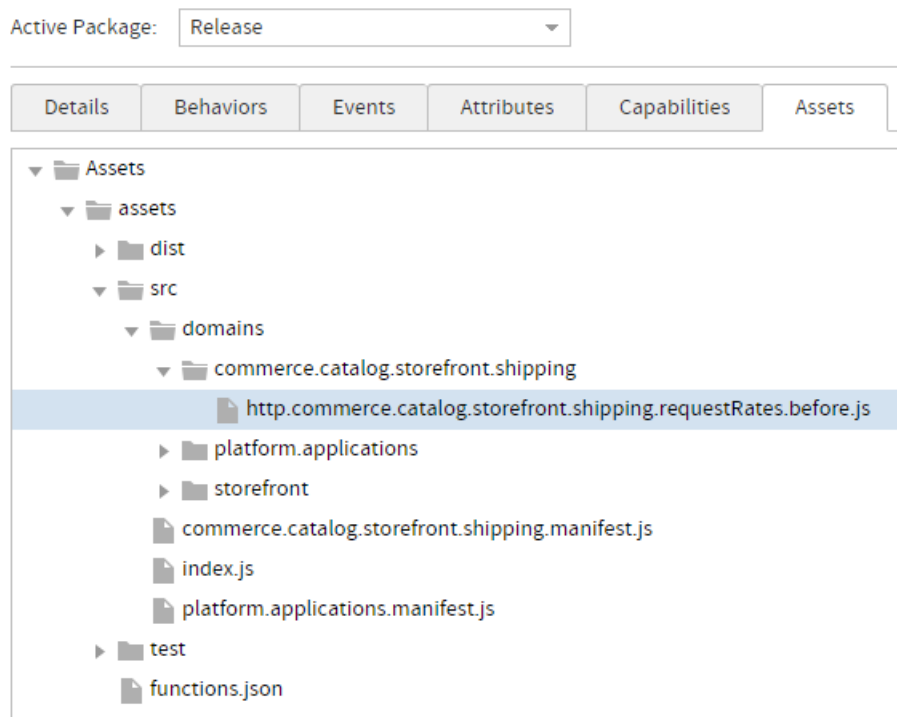 Active Package: Release
Details Behaviors Events Attributes Capabilities Assets
Assets
assets
dist
src
domains
commerce.catalog.storefront.shipping
http.commerce.catalog.storefront.shipping.requestRates.before.js
platform.applications
storefront
commerce.catalog.storefront.shipping.manifest.js
index.js
platform.applications.manifest.js
test
functions.json